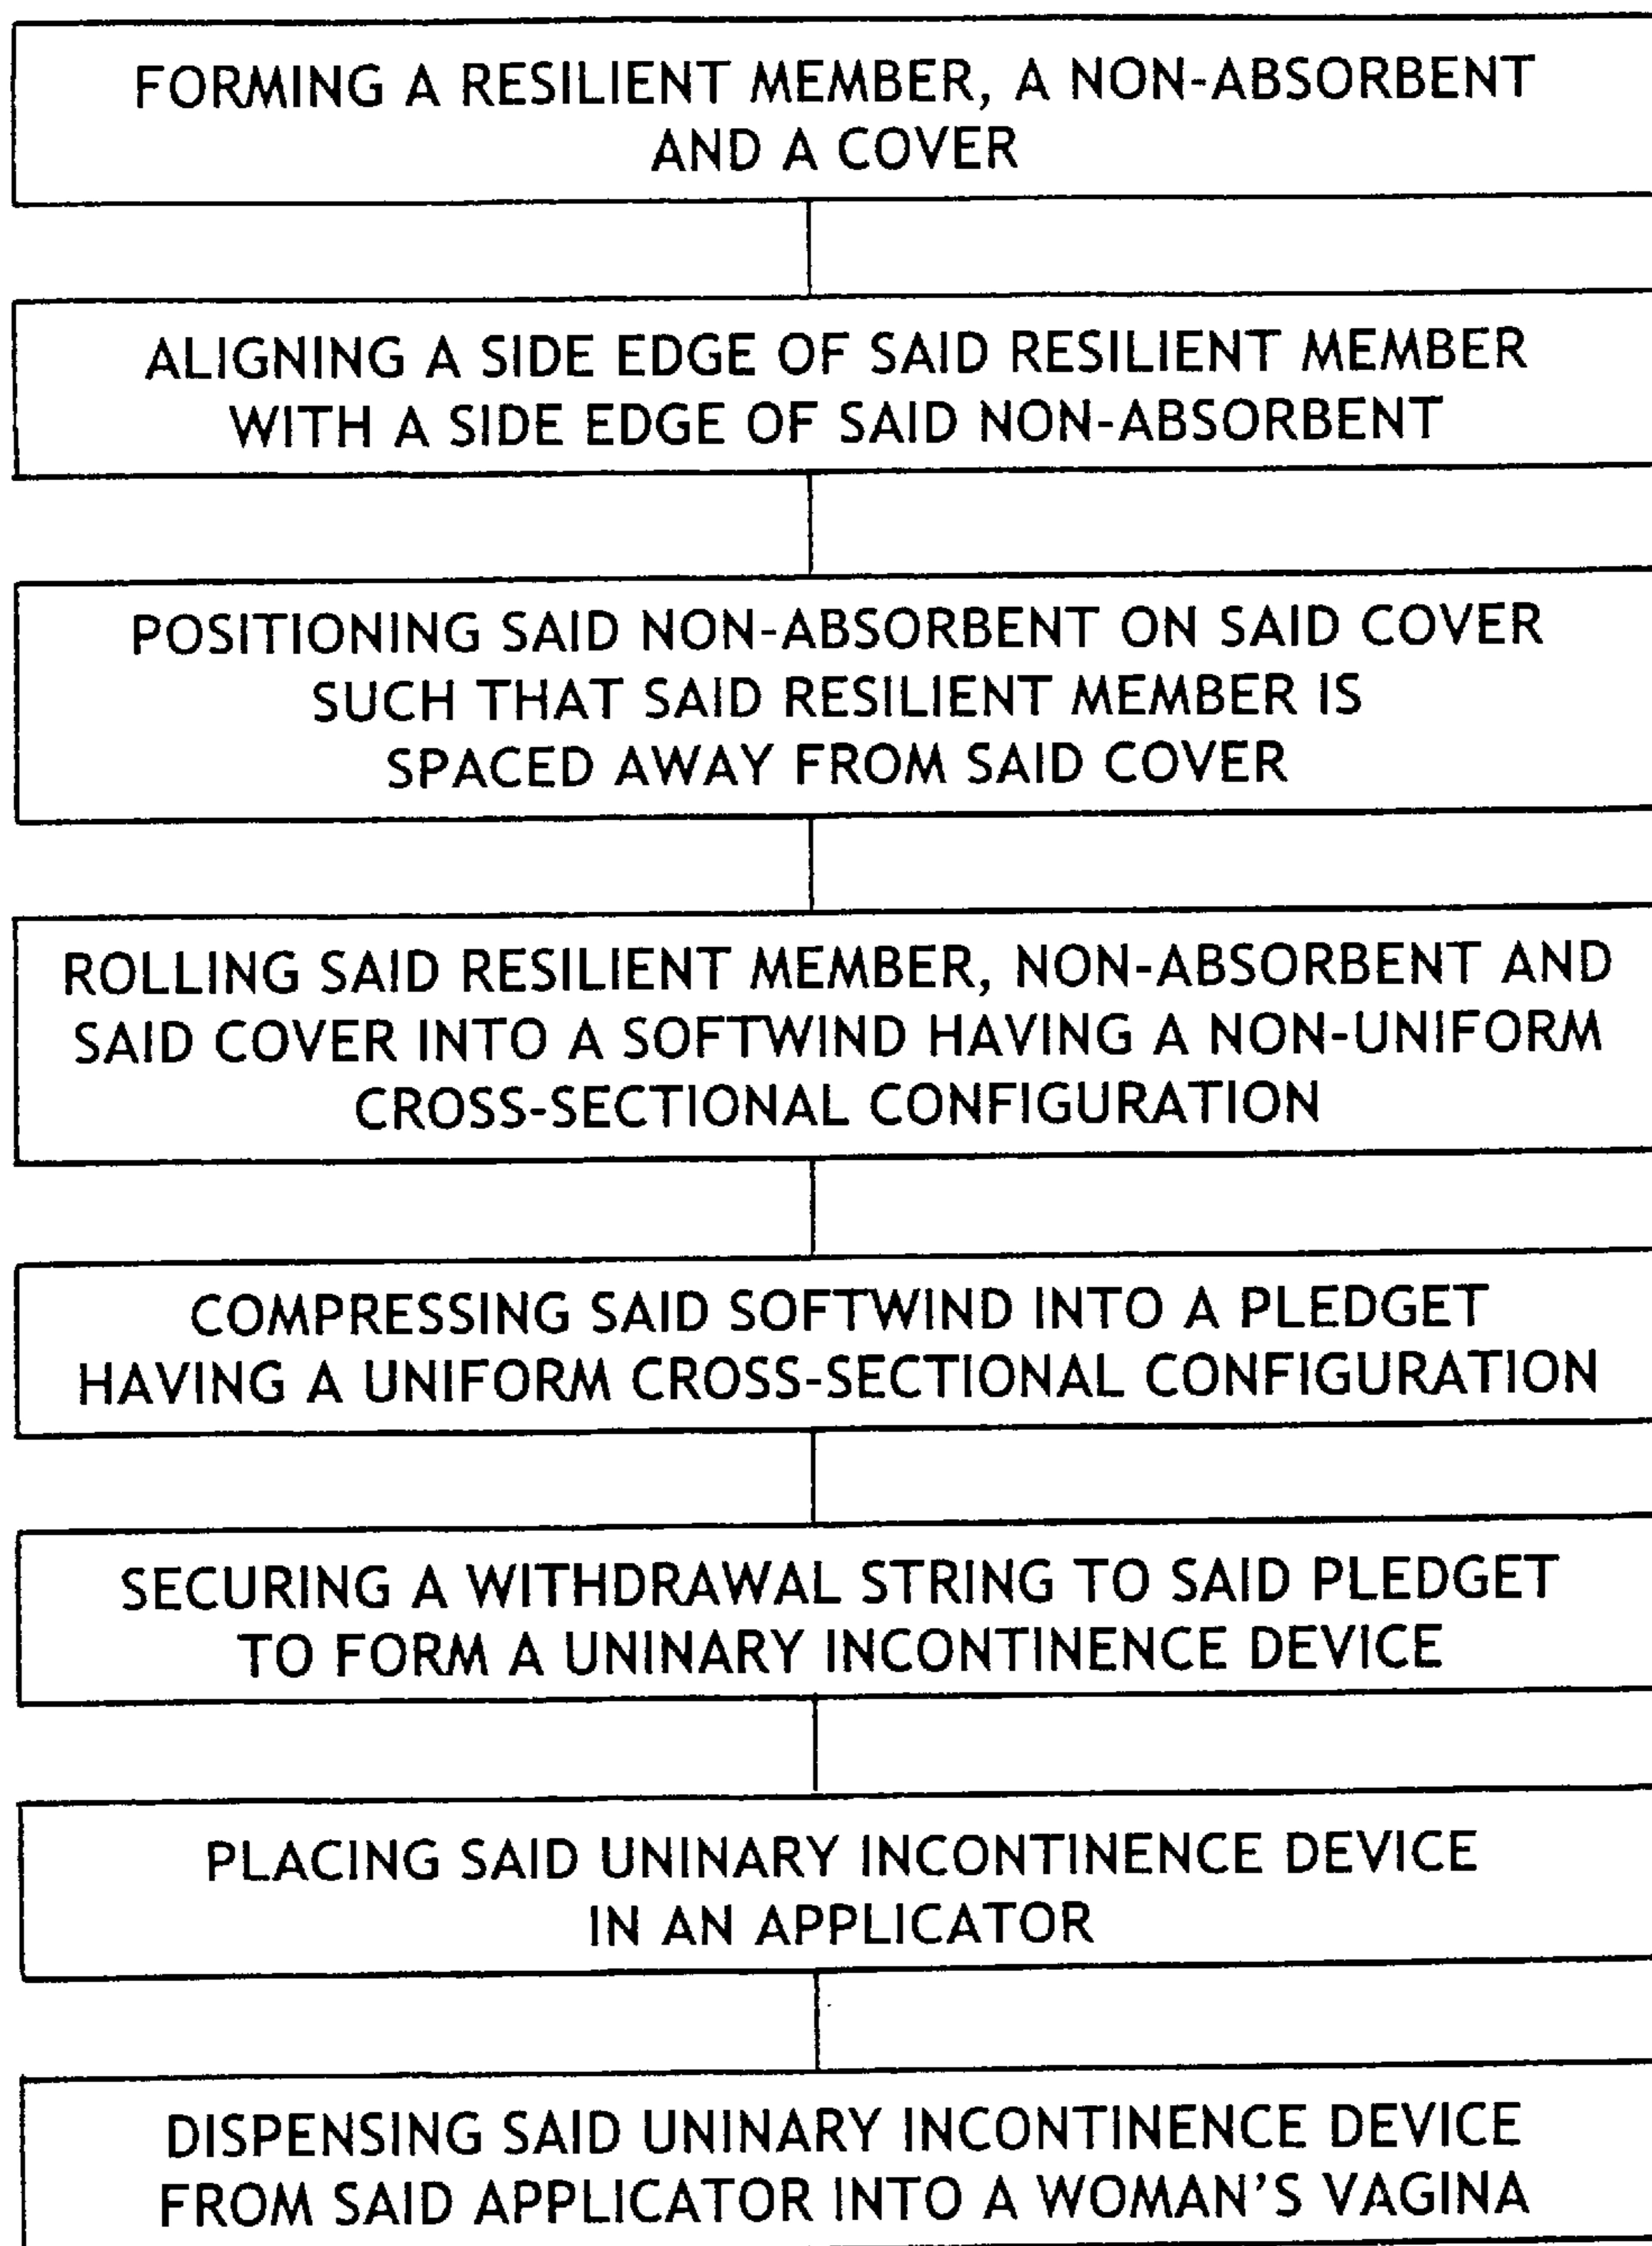 FORMING A RESILIENT MEMBER, A NON-ABSORBENT
AND A COVER
ALIGNING A SIDE EDGE OF SAID RESILIENT MEMBER
WITH A SIDE EDGE OF SAID NON-ABSORBENT
POSITIONING SAID NON-ABSORBENT ON SAID COVER
SUCH THAT SAID RESILIENT MEMBER IS
SPACED AWAY FROM SAID COVER
ROLLING SAID RESILIENT MEMBER, NON-ABSORBENT AND
SAID COVER INTO A SOFTWIND HAVING A NON-UNIFORM
CROSS-SECTIONAL CONFIGURATION
COMPRESSING SAID SOFTWIND INTO A PLEDGET
HAVING A UNIFORM CROSS-SECTIONAL CONFIGURATION
SECURING A WITHDRAWAL STRING TO SAID PLEDGET
TO FORM A UNINARY INCONTINENCE DEVICE
PLACING SAID UNINARY INCONTINENCE DEVICE
IN AN APPLICATOR
DISPENSING SAID UNINARY INCONTINENCE DEVICE
FROM SAID APPLICATOR INTO A WOMAN'S VAGINA